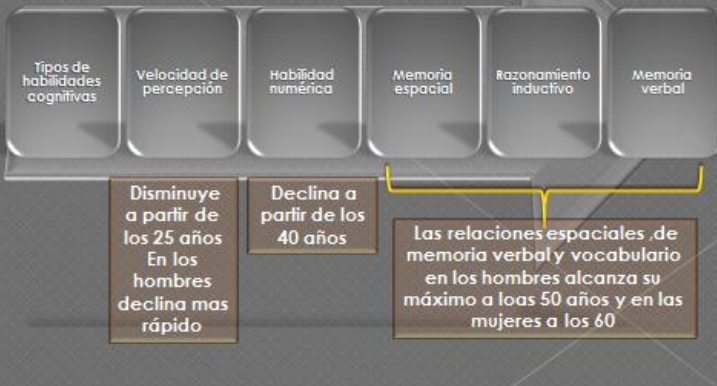 Tipos de
habilidades
cognitivas
Velocidad de
percepción
Habilidad
numérica
Memoria
espacial
Razonamiento
inductivo
Memoria
verbal
Disminuye
a partir de
los 25 años
En los
hombres
declina mas
rápido
Declina a
partir de los
40 años
Las relaciones espaciales ,de
memoria verbal y vocabulario
en los hombres alcanza su
máximo a loas 50 años y en las
mujeres a los 60